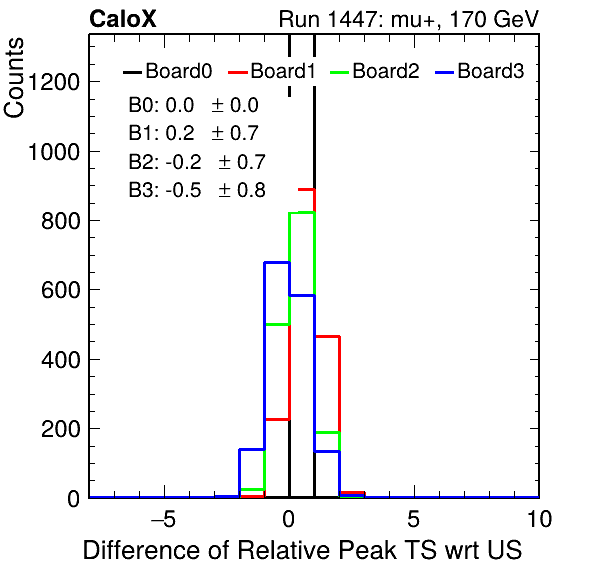 CaloX Run 1447: mu+, 170 GeV
Counts
Board0 Board1 Board2 Board3
B0: 0.0 ± 0.0
B1: 0.2 ± 0.7
B2: -0.2 ± 0.7
B3: -0.5 ± 0.8
1200
1000
800
600
400
200
0
−5 0 5 10
Difference of Relative Peak TS wrt US